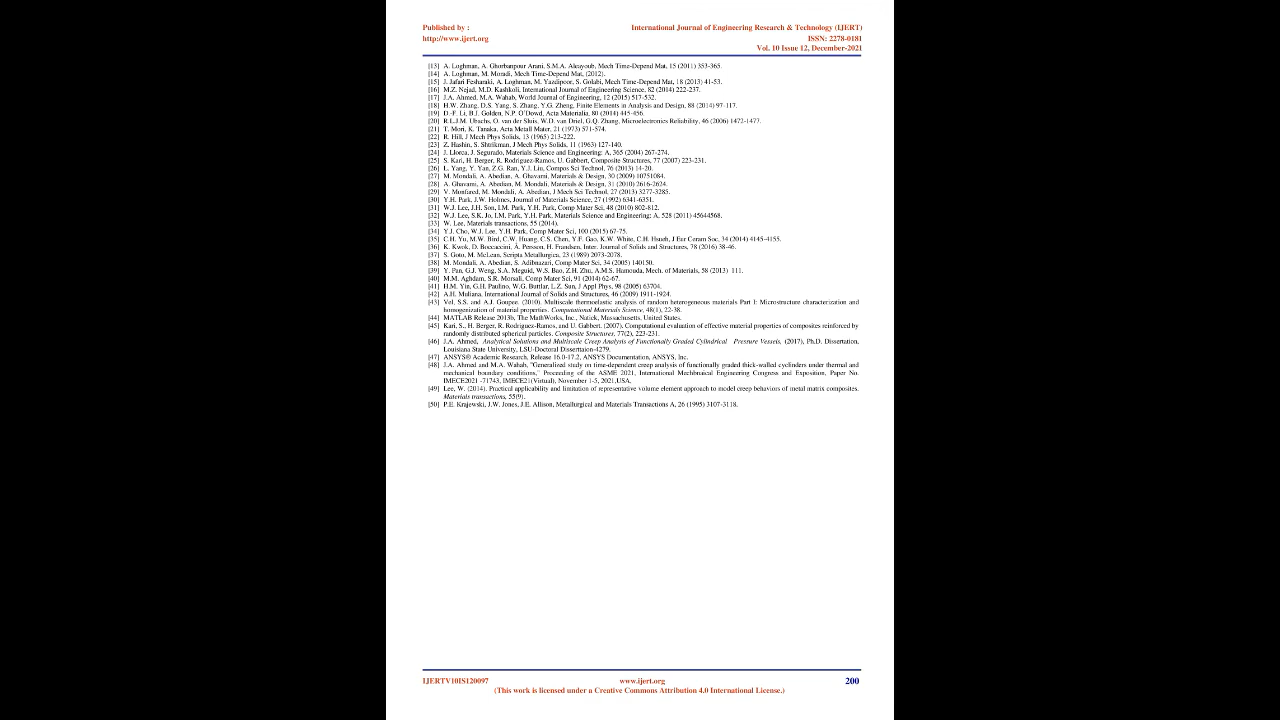 Published by :
International Journal of Engineering Research & Technology (IJERT)
http://www.ijert.org
ISSN: 2278-0181
Vol. 10 Issue 12, December-2021
[13] A. Loghman, A. Ghorbanpour Arani, S.M.A. Aleayoub, Mech Time-Depend Mat, 15 (2011) 353-365.
[14] A. Loghman, M. Moradi, Mech Time-Depend Mat, (2012).
[15] J. Jafari Fesharaki, A. Loghman, M. Yazdipoor, S. Golabi, Mech Time-Depend Mat, 18 (2013) 41-53.
[16] M.Z. Nejad, M.D. Kashkoli, International Journal of Engineering Science, 82 (2014) 222-237.
[17] J.A. Ahmed, M.A. Wahab, World Journal of Engineering, 12 (2015) 517-532.
[18] H.W. Zhang, D.S. Yang, S. Zhang, Y.G. Zheng, Finite Elements in Analysis and Design, 88 (2014) 97-117.
[19] D.-F. Li, B.J. Golden, N.P. O'Dowd, Acta Materialia, 80 (2014) 445-456.
[20] R.L.J.M. Ubachs, O. van der Sluis, W.D. van Driel, G.Q. Zhang, Microelectronics Reliability, 46 (2006) 1472-1477.
[21] T. Mori, K. Tanaka, Acta Metall Mater, 21 (1973) 571-574.
[22] R. Hill, J Mech Phys Solids, 13 (1965) 213-222.
[23] Z. Hashin, S. Shtrikman, J Mech Phys Solids, 11 (1963) 127-140.
[24] J. Llorca, J. Segurado, Materials Science and Engineering: A, 365 (2004) 267-274.
[25] S. Kari, H. Berger, R. Rodriguez-Ramos, U. Gabbert, Composite Structures, 77 (2007) 223-231.
[26] L. Yang, Y. Yan, Z.G. Ran, Y.J. Liu, Compos Sci Technol, 76 (2013) 14-20.
[27] M. Mondali, A. Abedian, A. Ghavami, Materials & Design, 30 (2009) 10751084.
[28] A. Ghavami, A. Abedian, M. Mondali, Materials & Design, 31 (2010) 2616-2624.
[29] V. Monfared, M. Mondali, A. Abedian, J Mech Sci Technol, 27 (2013) 3277-3285.
[30] Y.H. Park, J.W. Holmes, Journal of Materials Science, 27 (1992) 6341-6351.
[31] W.J. Lee, J.H. Son, I.M. Park, Y.H. Park, Comp Mater Sci, 48 (2010) 802-812.
[32] W.J. Lee, S.K. Jo, I.M. Park, Y.H. Park, Materials Science and Engineering: A, 528 (2011) 45644568.
[33] W. Lee, Materials transactions, 55 (2014).
[34] Y.J. Cho, W.J. Lee, Y.H. Park, Comp Mater Sci, 100 (2015) 67-75.
[35] C.H. Yu, M.W. Bird, C.W. Huang, C.S. Chen, Y.F. Gao, K.W. White, C.H. Hsueh, J Eur Ceram Soc, 34 (2014) 4145-4155.
[36] K. Kwok, D. Boccaccini, Å. Persson, H. Frandsen, Inter. Journal of Solids and Structures, 78 (2016) 38-46.
[37] S. Goto, M. McLean, Scripta Metallurgica, 23 (1989) 2073-2078.
[38] M. Mondali, A. Abedian, S. Adibnazari, Comp Mater Sci, 34 (2005) 140150.
[39] Y. Pan, G.J. Weng, S.A. Meguid, W.S. Bao, Z.H. Zhu, A.M.S. Hamouda, Mech. of Materials, 58 (2013) 111.
[40] M.M. Aghdam, S.R. Morsali, Comp Mater Sci, 91 (2014) 62-67.
[41] H.M. Yin, G.H. Paulino, W.G. Buttlar, L.Z. Sun, J Appl Phys, 98 (2005) 63704.
[42] A.H. Muliana, International Journal of Solids and Structures, 46 (2009) 1911-1924.
[43] Vel, S.S. and A.J. Goupee. (2010). Multiscale thermoelastic analysis of random heterogeneous materials Part I: Microstructure characterization and
homogenization of material properties. Computational Materials Science, 48(1), 22-38.
[44] MATLAB Release 2013b, The MathWorks, Inc., Natick, Massachusetts, United States.
[45] Kari, S., H. Berger, R. Rodriguez-Ramos, and U. Gabbert. (2007). Computational evaluation of effective material properties of composites reinforced by
randomly distributed spherical particles. Composite Structures, 77(2), 223-231.
[46] J.A. Ahmed, Analytical Solutions and Multiscale Creep Analysis of Functionally Graded Cylindrical Pressure Vessels, (2017), Ph.D. Dissertation,
Louisiana State University, LSU-Doctoral Disserttaion-4279.
[47] ANSYS® Academic Research, Release 16.0-17.2, ANSYS Documentation, ANSYS, Inc.
[48] J.A. Ahmed and M.A. Wahab, "Generalized study on time-dependent creep analysis of functionally graded thick-walled cyclinders under thermal and
mechanical boundary conditions," Proceeding of the ASME 2021, International Mechbnaical Engineering Congress and Exposition, Paper No.
IMECE2021 -71743, IMECE21(Virtual), November 1-5, 2021,USA.
[49] Lee, W. (2014). Practical applicability and limitation of representative volume element approach to model creep behaviors of metal matrix composites.
Materials transactions, 55(9).
[50] P.E. Krajewski, J.W. Jones, J.E. Allison, Metallurgical and Materials Transactions A, 26 (1995) 3107-3118.
IJERTV10IS120097
www.ijert.org
200
(This work is licensed under a Creative Commons Attribution 4.0 International License.)